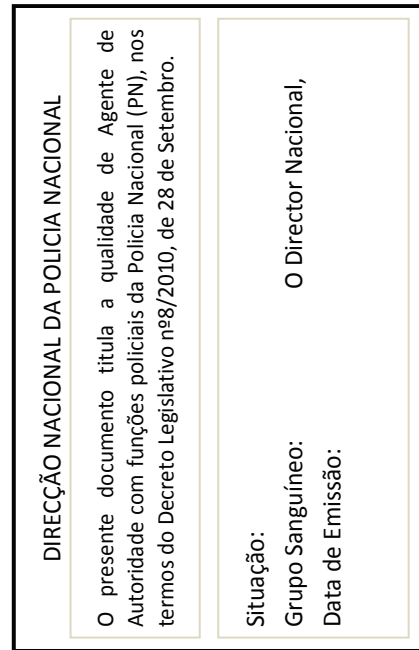 DIRECÇÃO NACIONAL DA POLICIA NACIONAL
O presente documento titula a qualidade de Agente de
Autoridade com funções policiais da Policia Nacional (PN), nos
termos do Decreto Legislativo nº8/2010, de 28 de Setembro.
Situação:
Grupo Sanguíneo: O Director Nacional,
Data de Emissão: